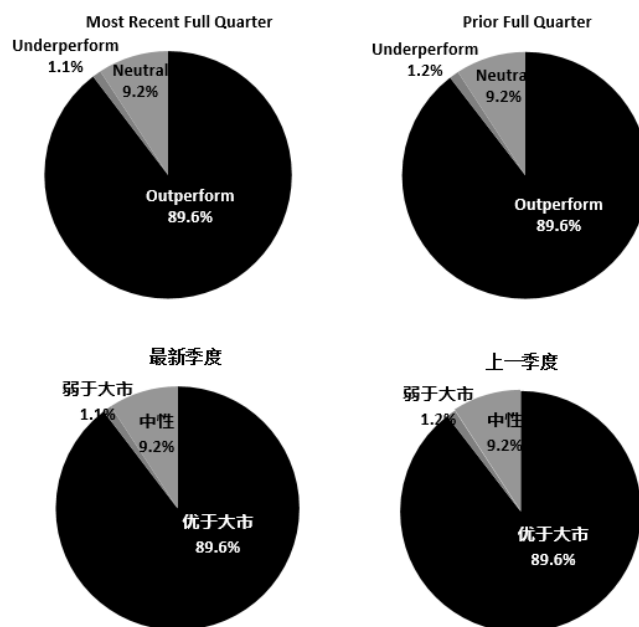 Most Recent Full Quarter
Underperform
1.1%
Neutral
9.2%
Outperform
89.6%
Prior Full Quarter
Underperform
1.2%
Neutral
9.2%
Outperform
89.6%
最新季度
弱于大市
1.1%
中性
9.2%
优于大市
89.6%
上一季度
弱于大市
1.2%
中性
9.2%
优于大市
89.6%